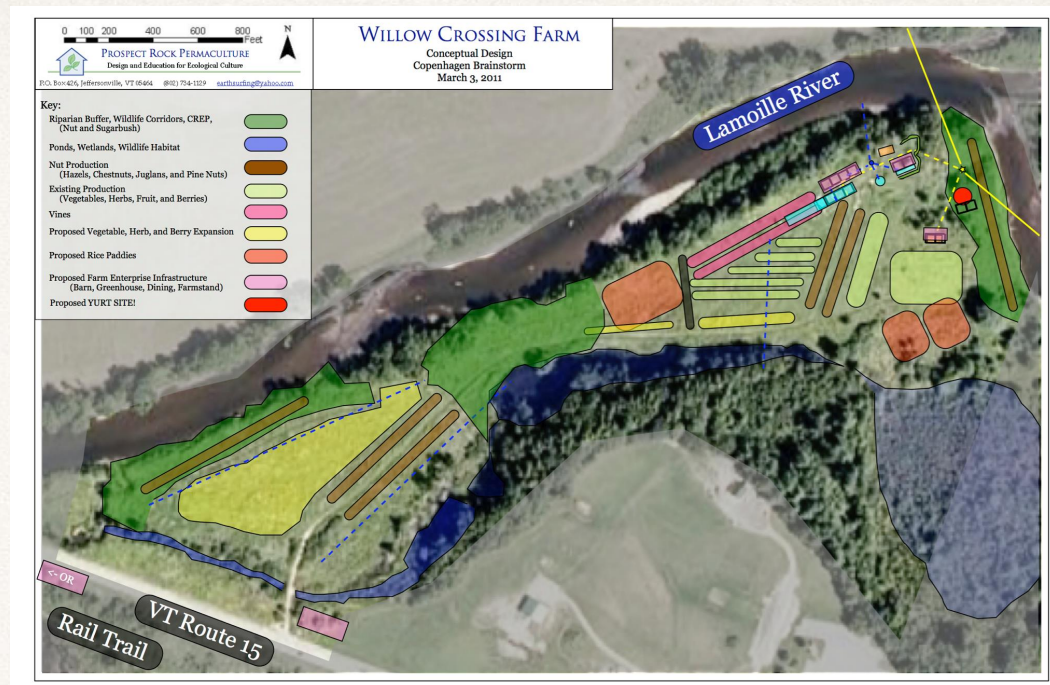 0 100 200 400 600 800
Feet
N
PROSPECT ROCK PERMACULTURE
Design and Education for Ecological Culture
P.O. Box 426, Jeffersonville, VT 05464 (802) 734-1129 earthsurfing@yahoo.com
WILLOW CROSSING FARM
Conceptual Design
Copenhagen Brainstorm
March 3, 2011
Key:
Riparian Buffer, Wildlife Corridors, CREP,
(Nut and Sugarbush)
Ponds, Wetlands, Wildlife Habitat
Nut Production
(Hazels, Chestnuts, Juglans, and Pine Nuts)
Existing Production
(Vegetables, Herbs, Fruit, and Berries)
Vines
Proposed Vegetable, Herb, and Berry Expansion
Proposed Rice Paddies
Proposed Farm Enterprise Infrastructure
(Barn, Greenhouse, Dining, Farmstand)
Proposed YURT SITE!
Lamoille River
<- OR
VT Route 15
Rail Trail